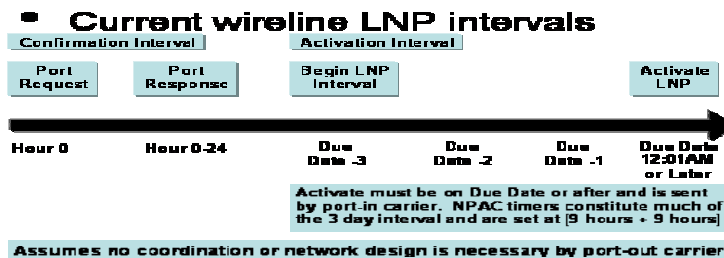 • Current wireline LNP intervals
Confirmation Interval
Activation Interval
Port
Request
Port
Response
Begin LNP
Interval
Activate
LNP
Hour 0
Hour 0-24
Due
Date -3
Due
Date -2
Due
Date -1
Due Date
12:01AM
or Later
Activate must be on Due Date or after and is sent
by port-in carrier. NPAC timers constitute much of
the 3 day interval and are set at [9 hours + 9 hours]
Assumes no coordination or network design is necessary by port-out carrier